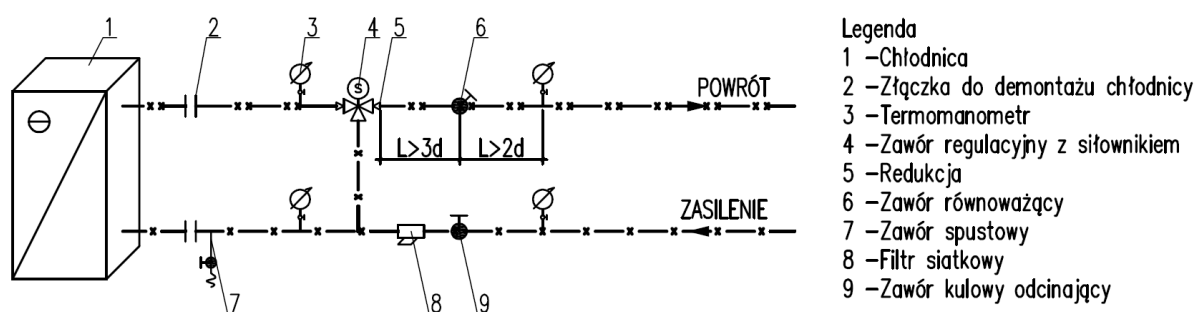 1 2 3 4 5 6
S
POWRÓT
L>3d L>2d
ZASILENIE
7 8 9
Legenda
1 –Chłodnica
2 –Złączka do demontażu chłodnicy
3 –Termomanometr
4 –Zawór regulacyjny z siłownikiem
5 –Redukcja
6 –Zawór równoważący
7 –Zawór spustowy
8 –Filtr siatkowy
9 –Zawór kulowy odcinający